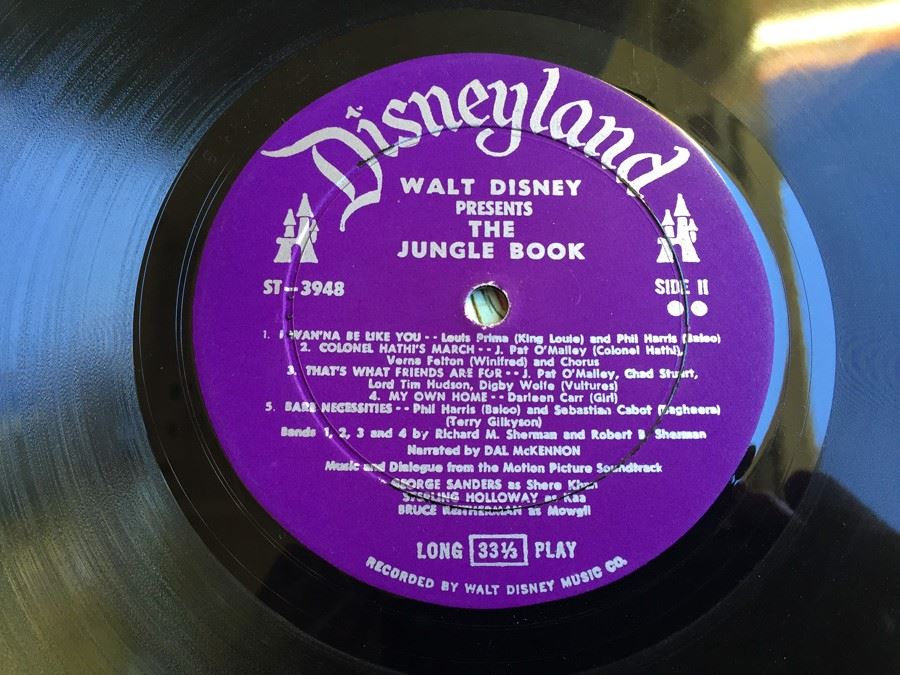 Disneyland
WALT DISNEY
PRESENTS
THE
JUNGLE BOOK
ST-3948
SIDE II
1. I WAN'NA BE LIKE YOU -- Louis Prima (King Louie) and Phil Harris (Baloo)
2. COLONEL HATHI'S MARCH -- J. Pat O'Malley (Colonel Hathi),
Verna Felton (Winifred) and Chorus
3. THAT'S WHAT FRIENDS ARE FOR -- J. Pat O'Malley, Chad Stuart,
Lord Tim Hudson, Digby Wolfe (Vultures)
4. MY OWN HOME -- Darleen Carr (Girl)
5. BARE NECESSITIES -- Phil Harris (Baloo) and Sebastian Cabot (Bagheera)
(Terry Gilkyson)
Bands 1, 2, 3 and 4 by Richard M. Sherman and Robert B. Sherman
Narrated by DAL McKENNON
Music and Dialogue from the Motion Picture Soundtrack
GEORGE SANDERS as Shere Khan
STERLING HOLLOWAY as Kaa
BRUCE REITHERMAN as Mowgli
LONG 33⅓ PLAY
RECORDED BY WALT DISNEY MUSIC CO.